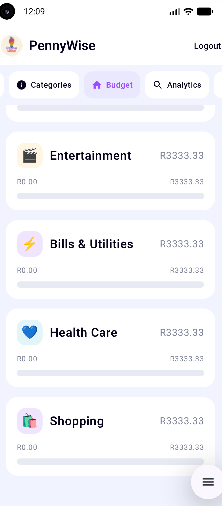 12:09
PennyWise
Logout
Categories
Budget
Analytics
Entertainment
R3333.33
R0.00
R3333.33
Bills & Utilities
R3333.33
R0.00
R3333.33
Health Care
R3333.33
R0.00
R3333.33
Shopping
R3333.33
R0.00
R3333.33